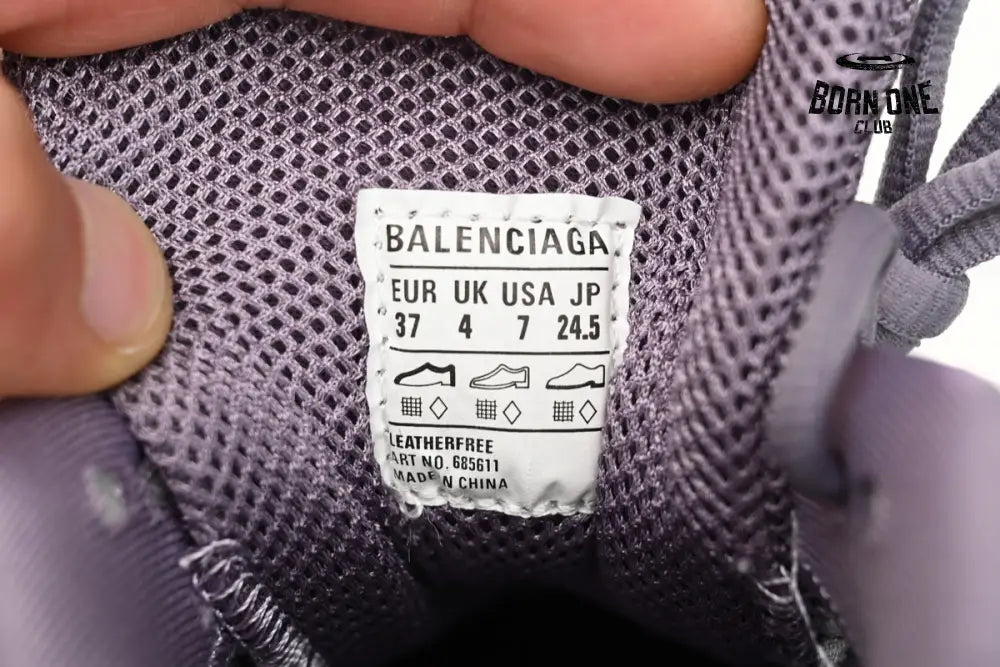 BORN ONE
CLUB
BALENCIAGA
EUR UK USA JP
37 4 7 24.5
LEATHERFREE
ART NO. 685611
MADE IN CHINA